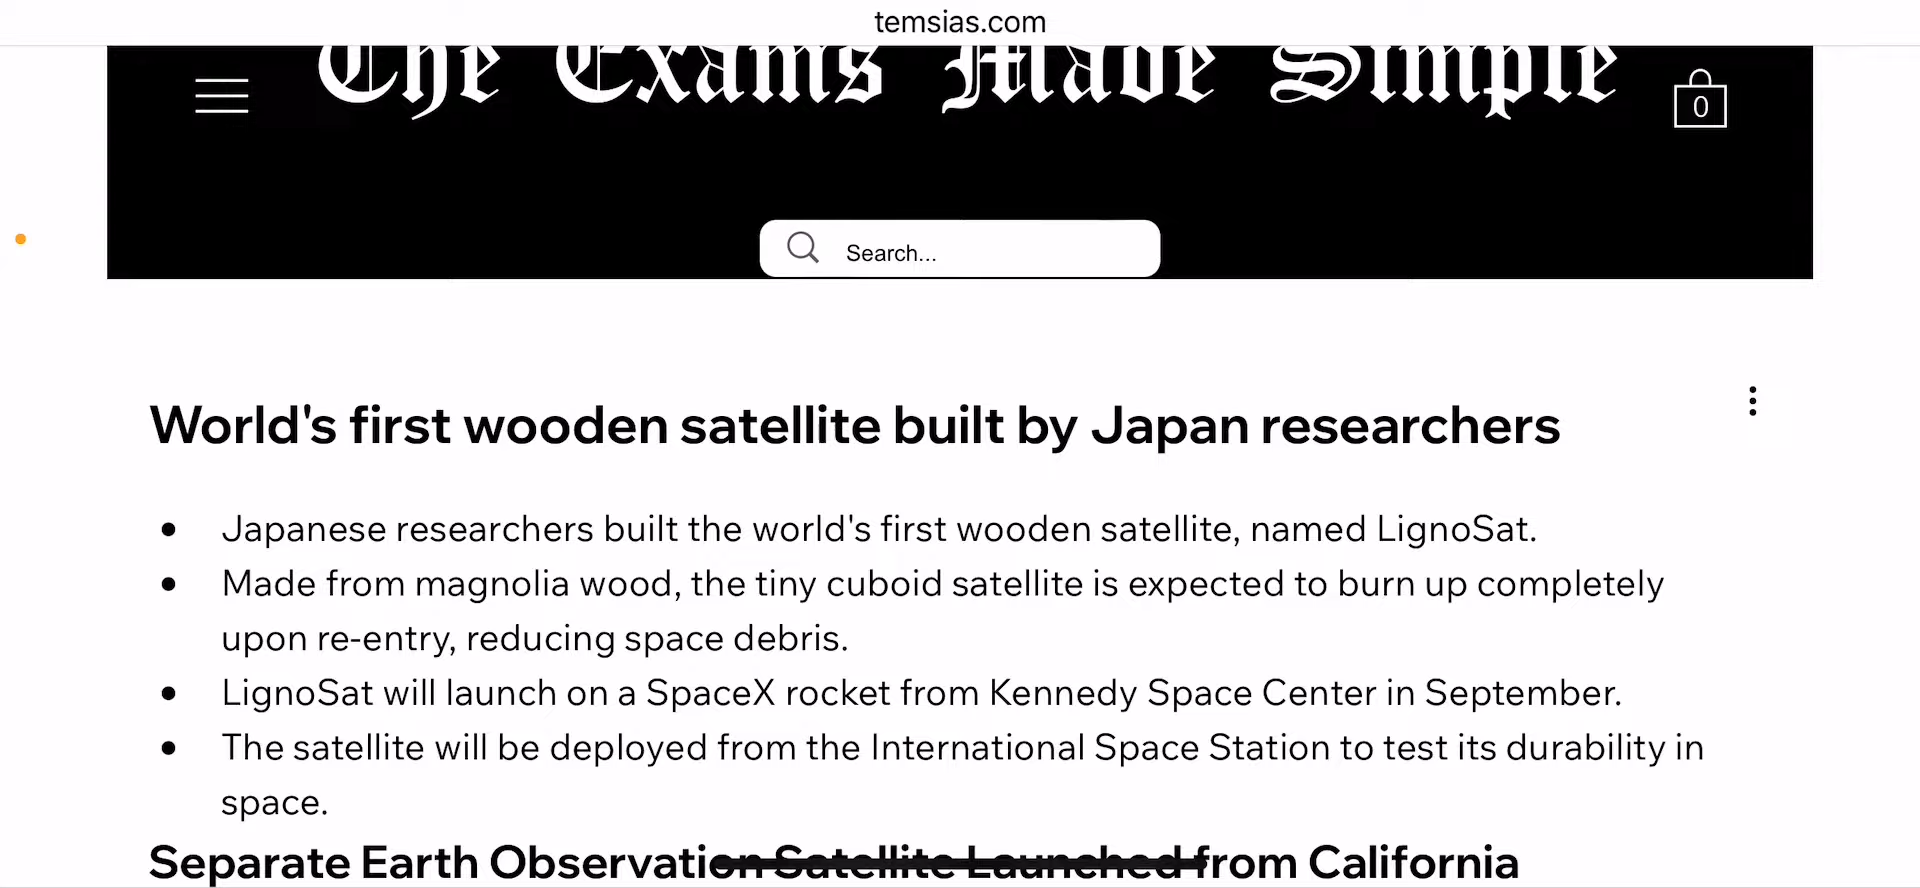 temsias.com
The Exams Made Simple
0
Search...
World's first wooden satellite built by Japan researchers
• Japanese researchers built the world's first wooden satellite, named LignoSat.
• Made from magnolia wood, the tiny cuboid satellite is expected to burn up completely
upon re-entry, reducing space debris.
• LignoSat will launch on a SpaceX rocket from Kennedy Space Center in September.
• The satellite will be deployed from the International Space Station to test its durability in
space.
Separate Earth Observation Satellite Launched from California